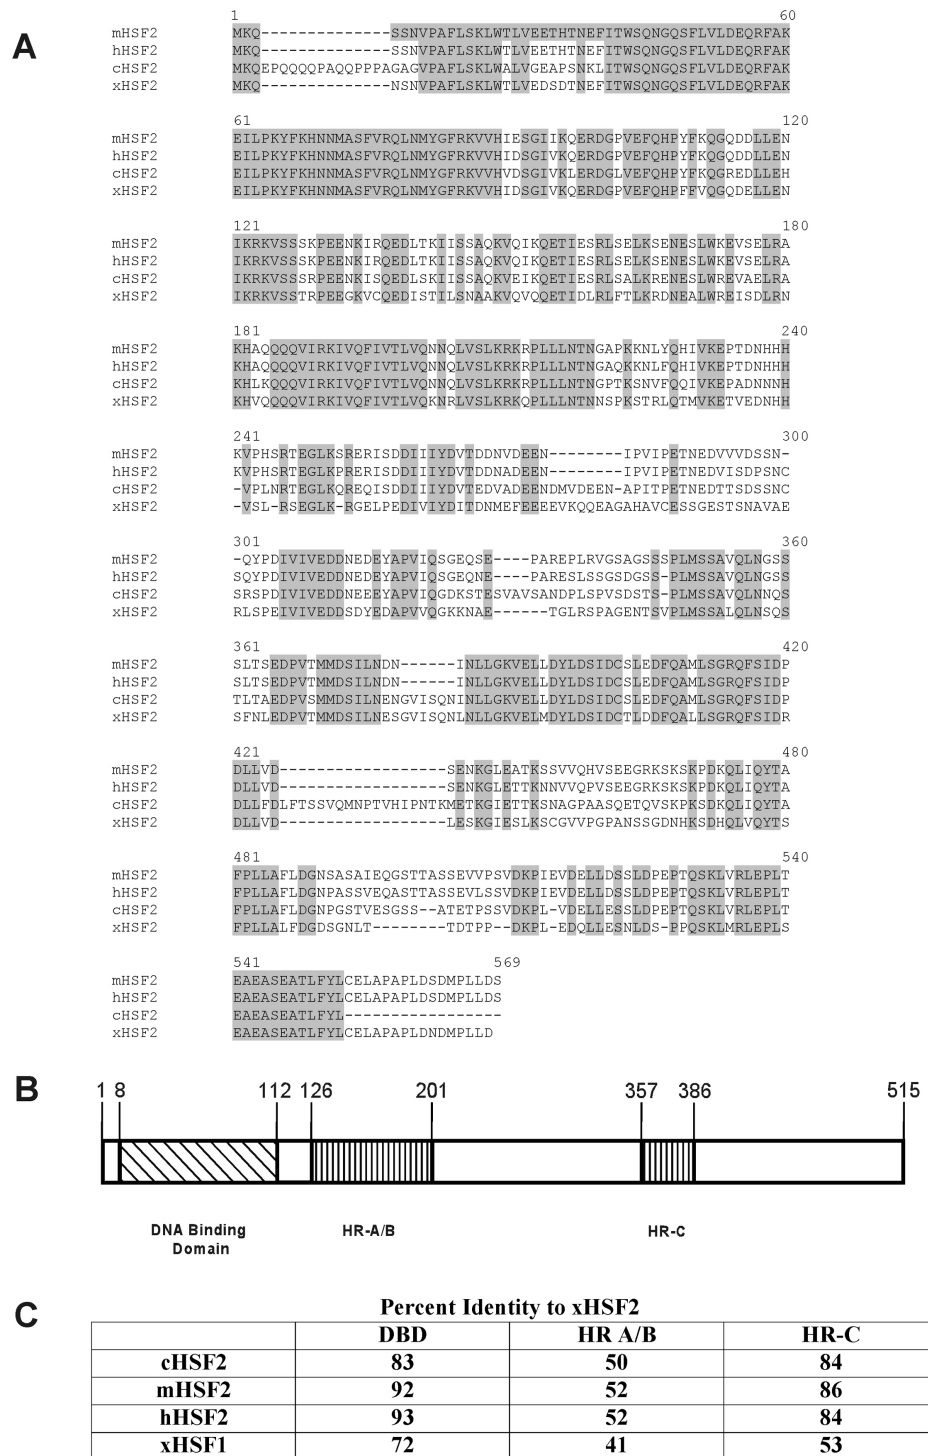 A
1 60
mHSF2 MKQ--------------SSNVPAFLSKLWTLVEETHTNEFITWSQNGQSFLVLDEQRFAK
hHSF2 MKQ--------------SSNVPAFLSKLWTLVEETHTNEFITWSQNGQSFLVLDEQRFAK
cHSF2 MKQEPQQQQPAQQPPPAGAGVPAFLSKLWALVGEAPSNKLITWSQNGQSFLVLDEQRFAK
xHSF2 MKQ--------------NSNVPAFLSKLWTLVEDSDTNEFITWSQNGQSFLVLDEQRFAK
61 120
mHSF2 EILPKYFKHNNMASFVRQLNMYGFRKVVHIESGIIKQERDGPVEFQHPYFKQGQDDLLEN
hHSF2 EILPKYFKHNNMASFVRQLNMYGFRKVVHIDSGIVKQERDGPVEFQHPYFKQGQDDLLEN
cHSF2 EILPKYFKHNNMASFVRQLNMYGFRKVVHVDSGIVKLERDGLVEFQHPYFKQGREDLLEH
xHSF2 EILPKYFKHNNMASFVRQLNMYGFRKVVHIDSGIVKQERDGPVEFQHPFFVQGQDELLEN
121 180
mHSF2 IKRKVSSSKPEENKIRQEDLTKIISSAQKVQIKQETIESRLSELKSENESLWKEVSELRA
hHSF2 IKRKVSSSKPEENKIRQEDLTKIISSAQKVQIKQETIESRLSELKSENESLWKEVSELRA
cHSF2 IKRKVSSSRPEENKISQEDLSKIISSAQKVEIKQETIESRLSALKRENESLWREVAELRA
xHSF2 IKRKVSSTRPEEGKVCQEDISTILSNAAKVQVQQETIDLRLFTLKRDNEALWREISDLRN
181 240
mHSF2 KHAQQQQVIRKIVQFIVTLVQNNQLVSLKRKRPLLLNTNGAPKKNLYQHIVKEPTDNHHH
hHSF2 KHAQQQQVIRKIVQFIVTLVQNNQLVSLKRKRPLLLNTNGAQKKNLFQHIVKEPTDNHHH
cHSF2 KHLKQQQVIRKIVQFIVTLVQNNQLVSLKRKRPLLLNTNGPTKSNVFQQIVKEPADNNNH
xHSF2 KHVQQQQVIRKIVQFIVTLVQKNRLVSLKRKQPLLLNTNNSPKSTRLQTMVKETVEDNHH
241 300
mHSF2 KVPHSRTEGLKSRERISDDIIIYDVTDDNVDEEN--------IPVIPETNEDVVVDSSN-
hHSF2 KVPHSRTEGLKPRERISDDIIIYDVTDDNADEEN--------IPVIPETNEDVISDPSNC
cHSF2 -VPLNRTEGLKQREQISDDIIIYDVTEDVADEENDMVDEEN-APITPETNEDTTSDSSNC
xHSF2 -VSL-RSEGLK-RGELPEDIIIYDITDNMEFEEEEVKQQEAGAHAVCESSGESTSNAVAE
301 360
mHSF2 -QYPDIVIVEDDNEDEYAPVIQSGEQSE----PAREPLRVGSAGSSSPLMSSAVQLNGSS
hHSF2 SQYPDIVIVEDDNEDEYAPVIQSGEQNE----PARESLSSGSDGSS-PLMSSAVQLNGSS
cHSF2 SRSPDIVIVEDDNEEEYAPVIQGDKSTESVAVSANDPLSPVSDSTS-PLMSSAVQLNNQS
xHSF2 RLSPEIVIVEDDSDYEDAPVVQGKKNAE------TGLRSPAGENTSVPLMSSALQLNSQS
361 420
mHSF2 SLTSEDPVTMMDSILNDN------INLLGKVELLDYLDSIDCSLEDFQAMLSGRQFSIDP
hHSF2 SLTSEDPVTMMDSILNDN------INLLGKVELLDYLDSIDCSLEDFQAMLSGRQFSIDP
cHSF2 TLTAEDPVSMMDSILNENGVISQNINLLGKVELLDYLDSIDCSLEDFQAMLSGRQFSIDP
xHSF2 SFNLEDPVTMMDSILNESGVISQNLNLLGKVELMDYLDSIDCTLDDFQALLSGRQFSIDR
421 480
mHSF2 DLLVD------------------SENKGLEATKSSVVQHVSEEGRKSKSKPDKQLIQYTA
hHSF2 DLLVD------------------SENKGLETTKNNVVQPVSEEGRKSKSKPDKQLIQYTA
cHSF2 DLLFDLFTSSVQMNPTVHIPNTKMETKGIETTKSNAGPAASQETQVSKPKSDKQLIQYTA
xHSF2 DLLVD------------------LESKGIESLKSCGVVPGPANSSGDNHKSDHQLVQYTS
481 540
mHSF2 FPLLAFLDGNSASAIEQGSTTASSEVVPSVDKPIEVDELLDSSLDPEPTQSKLVRLEPLT
hHSF2 FPLLAFLDGNPASSVEQASTTASSEVLSSVDKPIEVDELLDSSLDPEPTQSKLVRLEPLT
cHSF2 FPLLAFLDGNPGSTVESGSS--ATETPSSVDKPL-VDELLESSLDPEPTQSKLVRLEPLT
xHSF2 FPLLALFDGDSGNLT--------TDTPP--DKPL-EDQLLESNLDS-PPQSKLMRLEPLS
541 569
mHSF2 EAEASEATLFYLCELAPAPLDSDMPLLDS
hHSF2 EAEASEATLFYLCELAPAPLDSDMPLLDS
cHSF2 EAEASEATLFYL-----------------
xHSF2 EAEASEATLFYLCELAPAPLDNDMPLLD
B
1 8 112 126 201 357 386 515
DNA Binding Domain HR-A/B HR-C
C
Percent Identity to xHSF2
DBD HR A/B HR-C
cHSF2 83 50 84
mHSF2 92 52 86
hHSF2 93 52 84
xHSF1 72 41 53